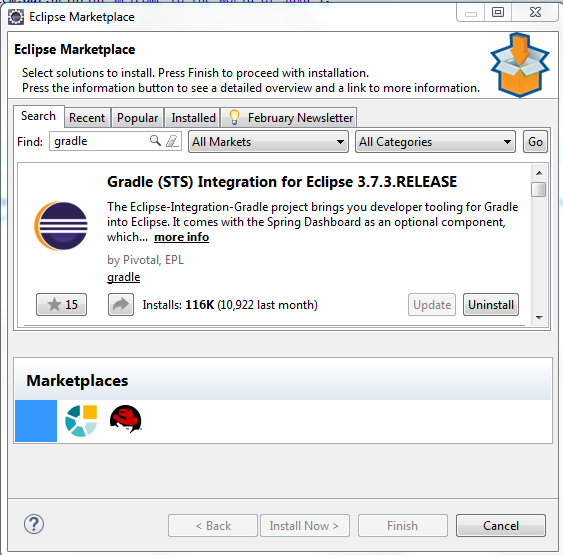 Eclipse Marketplace
Eclipse Marketplace
Select solutions to install. Press Finish to proceed with installation.
Press the information button to see a detailed overview and a link to more information.
Search Recent Popular Installed February Newsletter
Find: gradle All Markets All Categories Go
Gradle (STS) Integration for Eclipse 3.7.3.RELEASE
The Eclipse-Integration-Gradle project brings you developer tooling for Gradle
into Eclipse. It comes with the Spring Dashboard as an optional component,
which... more info
by Pivotal, EPL
gradle
15 Installs: 116K (10,922 last month) Update Uninstall
Marketplaces
? < Back Install Now > Finish Cancel